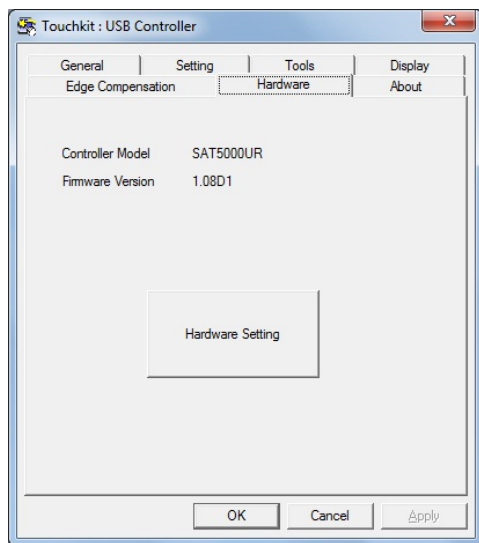 Touchkit : USB Controller
General Setting Tools Display
Edge Compensation Hardware About
Controller Model SAT5000UR
Firmware Version 1.08D1
Hardware Setting
OK Cancel Apply